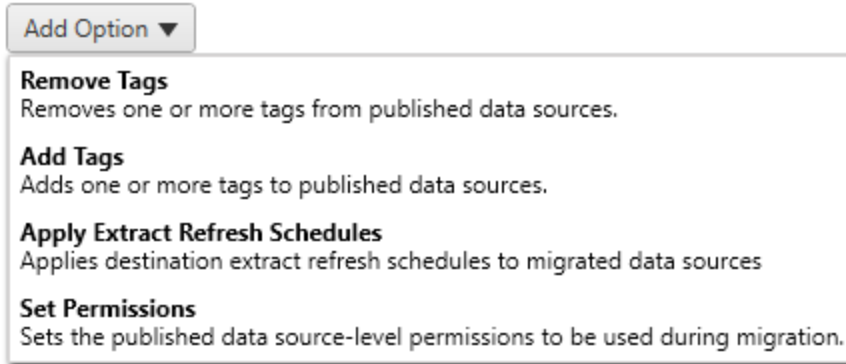 Add Option
Remove Tags
Removes one or more tags from published data sources.
Add Tags
Adds one or more tags to published data sources.
Apply Extract Refresh Schedules
Applies destination extract refresh schedules to migrated data sources
Set Permissions
Sets the published data source-level permissions to be used during migration.